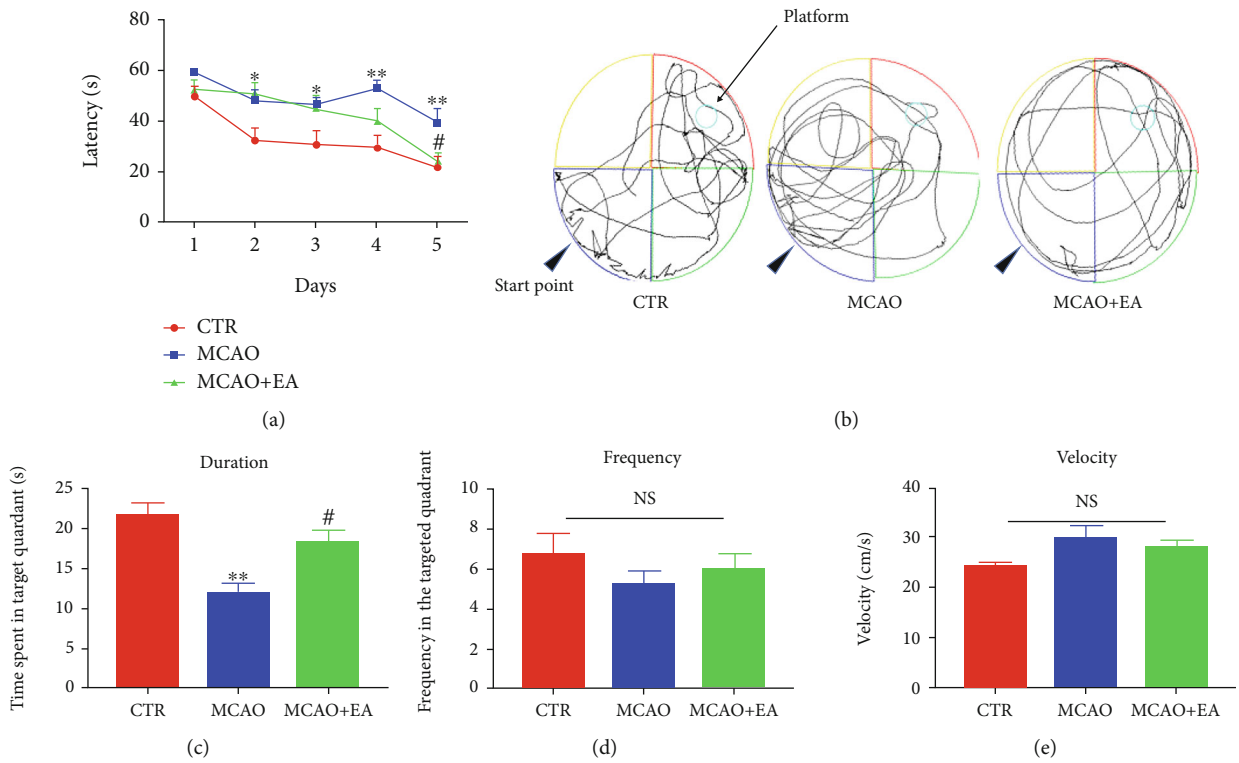 80
60
40
20
0
Latency (s)
*
*
**
**
#
1 2 3 4 5
Days
CTR
MCAO
MCAO+EA
(a)
Platform
Start point
CTR
MCAO
MCAO+EA
(b)
Duration
Time spent in target quardant (s)
25
20
15
10
5
0
**
#
CTR MCAO MCAO+EA
(c)
Frequency
Frequency in the targeted quadrant
10
8
6
4
2
0
NS
CTR MCAO MCAO+EA
(d)
Velocity
Velocity (cm/s)
40
30
20
10
0
NS
CTR MCAO MCAO+EA
(e)